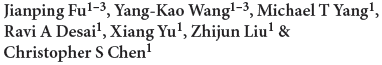 Jianping Fu¹⁻³, Yang-Kao Wang¹⁻³, Michael T Yang¹,
Ravi A Desai¹, Xiang Yu¹, Zhijun Liu¹ &
Christopher S Chen¹